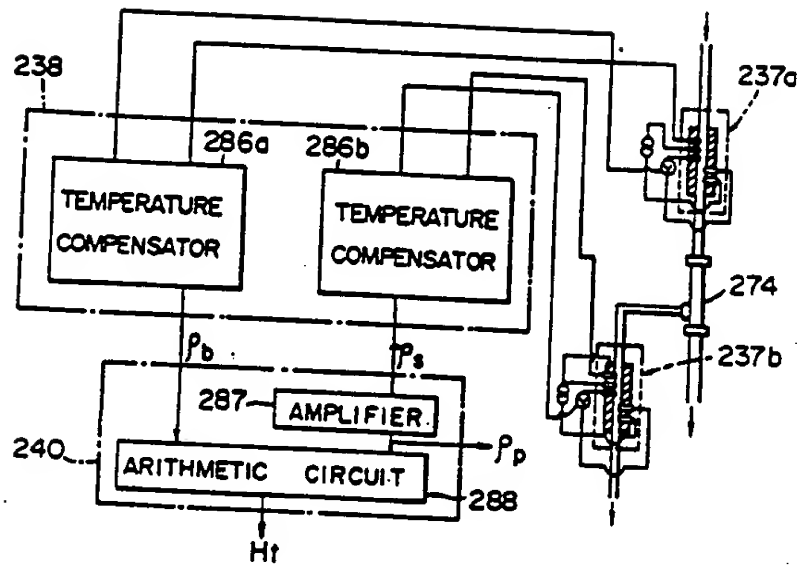 238
237a
286a
286b
TEMPERATURE
COMPENSATOR
TEMPERATURE
COMPENSATOR
274
ρb
ρs
237b
287
AMPLIFIER
240
ρp
ARITHMETIC CIRCUIT
288
Ht